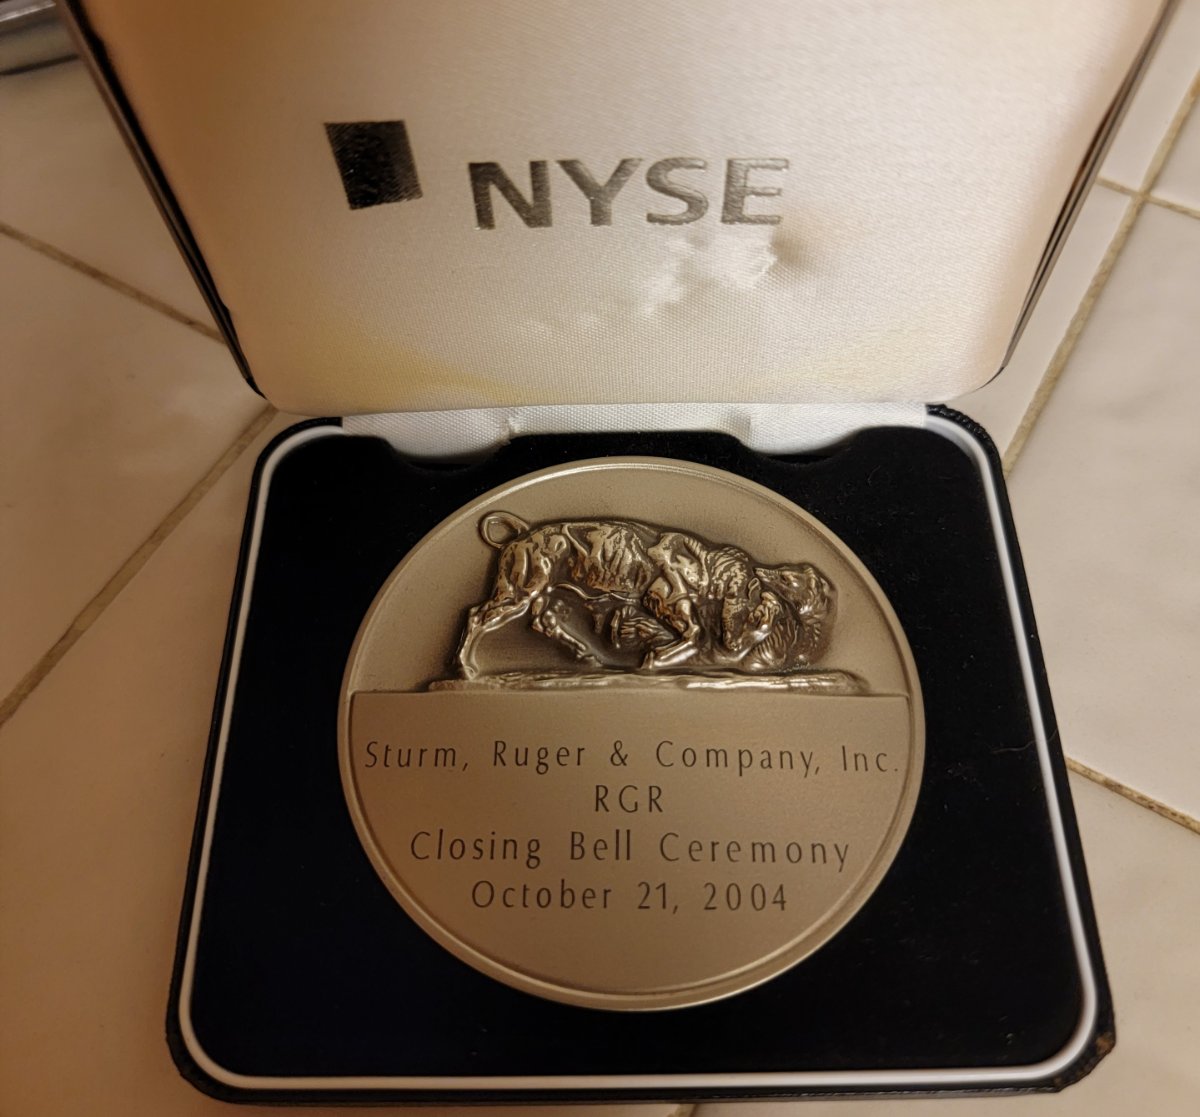 NYSE
Sturm, Ruger & Company, Inc.
RGR
Closing Bell Ceremony
October 21, 2004